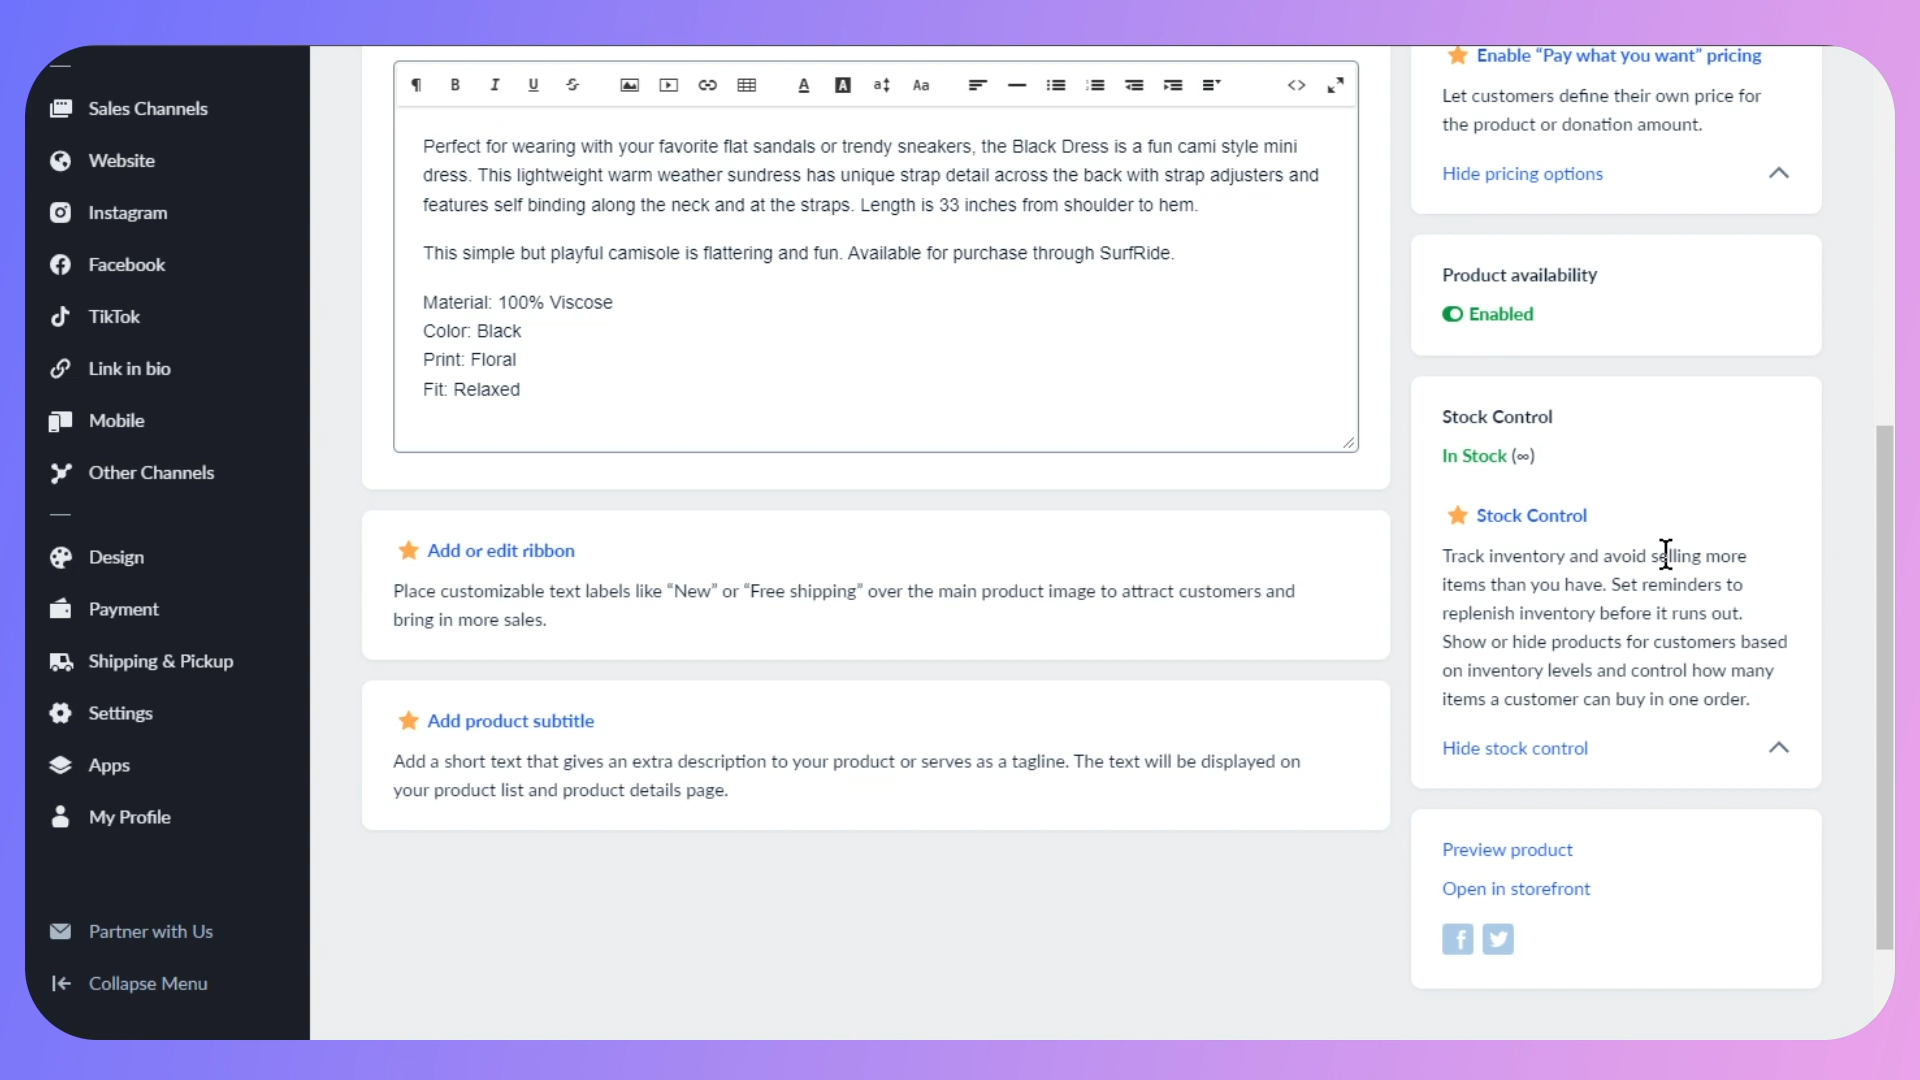 Sales Channels
Website
Instagram
Facebook
TikTok
Link in bio
Mobile
Other Channels
Design
Payment
Shipping & Pickup
Settings
Apps
My Profile
Partner with Us
Collapse Menu
Perfect for wearing with your favorite flat sandals or trendy sneakers, the Black Dress is a fun cami style mini
dress. This lightweight warm weather sundress has unique strap detail across the back with strap adjusters and
features self binding along the neck and at the straps. Length is 33 inches from shoulder to hem.
This simple but playful camisole is flattering and fun. Available for purchase through SurfRide.
Material: 100% Viscose
Color: Black
Print: Floral
Fit: Relaxed
Add or edit ribbon
Place customizable text labels like “New” or “Free shipping” over the main product image to attract customers and
bring in more sales.
Add product subtitle
Add a short text that gives an extra description to your product or serves as a tagline. The text will be displayed on
your product list and product details page.
Enable “Pay what you want” pricing
Let customers define their own price for
the product or donation amount.
Hide pricing options
Product availability
Enabled
Stock Control
In Stock (∞)
Stock Control
Track inventory and avoid selling more
items than you have. Set reminders to
replenish inventory before it runs out.
Show or hide products for customers based
on inventory levels and control how many
items a customer can buy in one order.
Hide stock control
Preview product
Open in storefront